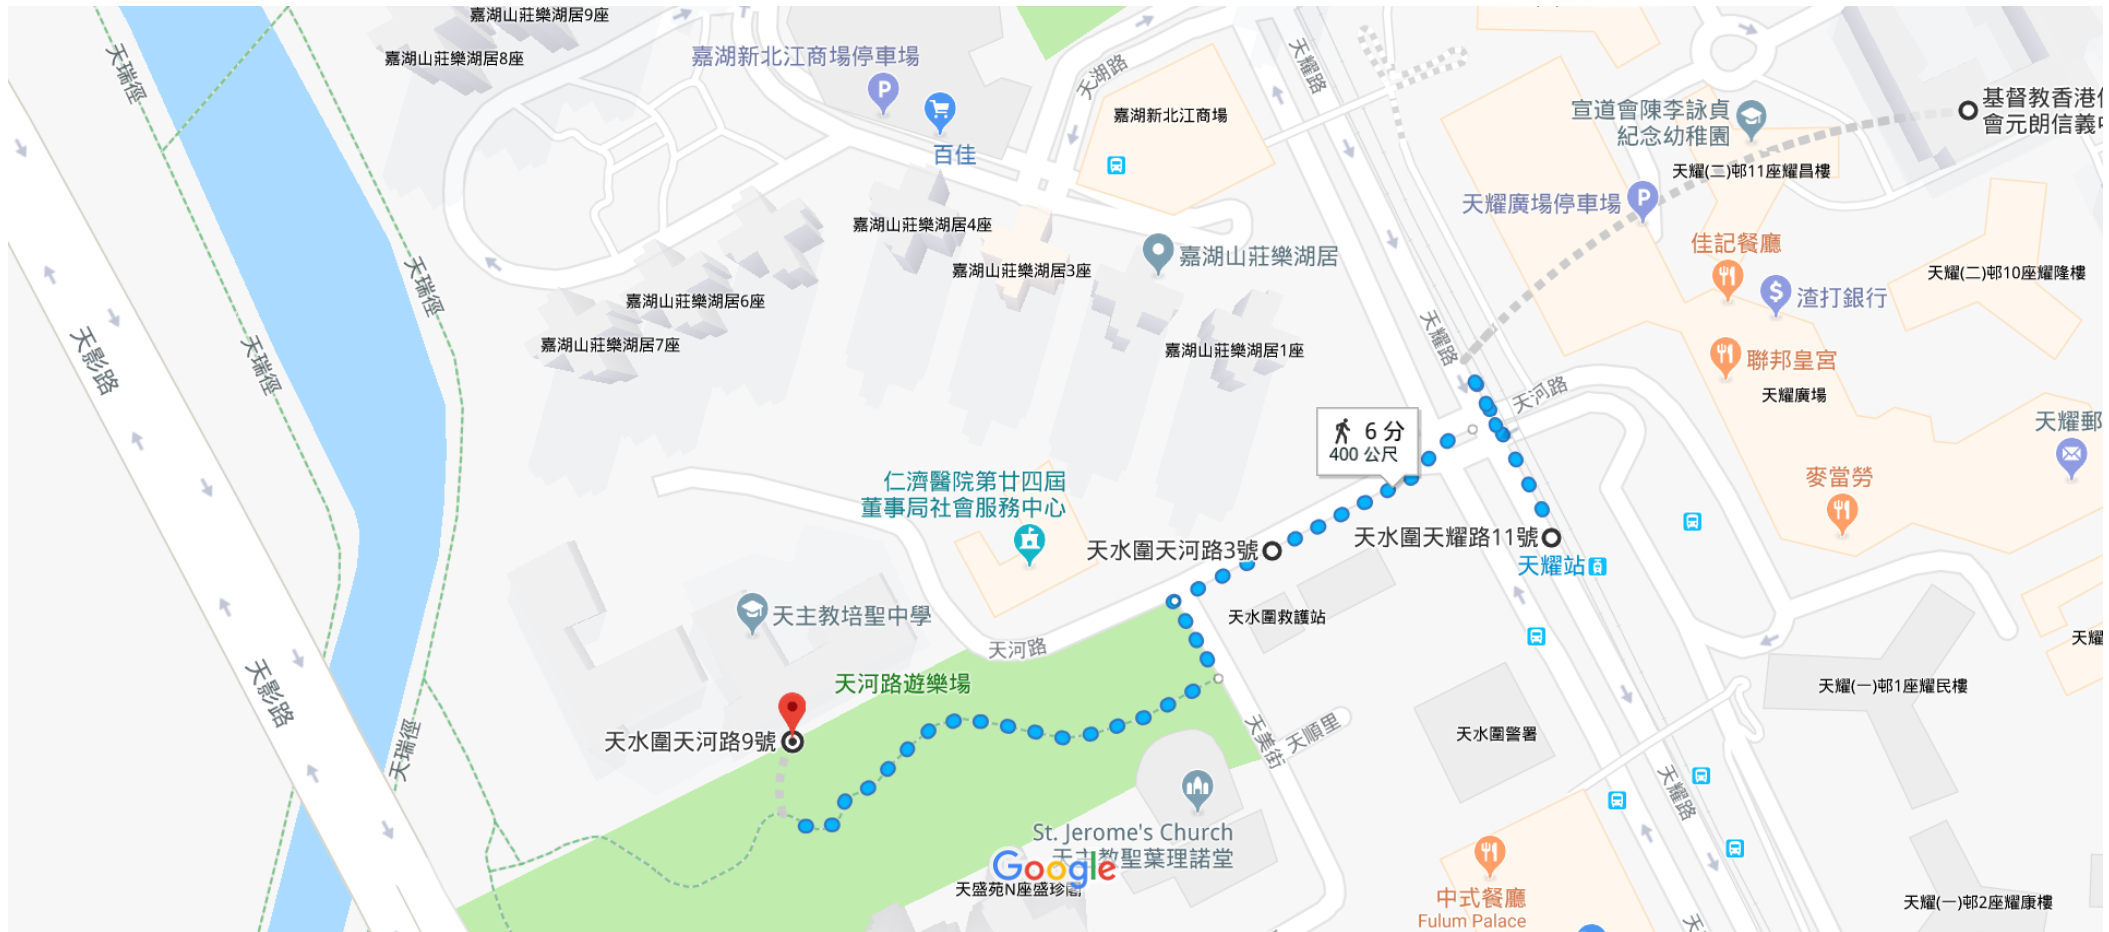 嘉湖山莊樂湖居9座
嘉湖山莊樂湖居8座
天瑞徑
嘉湖新北江商場停車場
P
百佳
天湖路
嘉湖新北江商場
天耀路
宣道會陳李詠貞
紀念幼稚園
天耀(二)邨11座耀昌樓
天耀廣場停車場
P
佳記餐廳
天耀(二)邨10座耀隆樓
渣打銀行
聯邦皇宮
天耀廣場
天耀郵
麥當勞
嘉湖山莊樂湖居4座
嘉湖山莊樂湖居3座
嘉湖山莊樂湖居
嘉湖山莊樂湖居6座
嘉湖山莊樂湖居7座
嘉湖山莊樂湖居1座
天瑞徑
天瑞徑
天影路
天耀路
天河路
6 分
400 公尺
仁濟醫院第廿四屆
董事局社會服務中心
天水圍天河路3號
天水圍天耀路11號
天耀站
天主教培聖中學
天河路
天水圍救護站
天河路遊樂場
天水圍天河路9號
天影路
天瑞徑
天美街
天順里
天水圍警署
天耀(一)邨1座耀民樓
天耀
天耀路
St. Jerome's Church
天主教聖葉理諾堂
Google
天盛苑N座盛珍閣
中式餐廳
Fulum Palace
天耀(一)邨2座耀康樓
基督教香港
會元朗信義